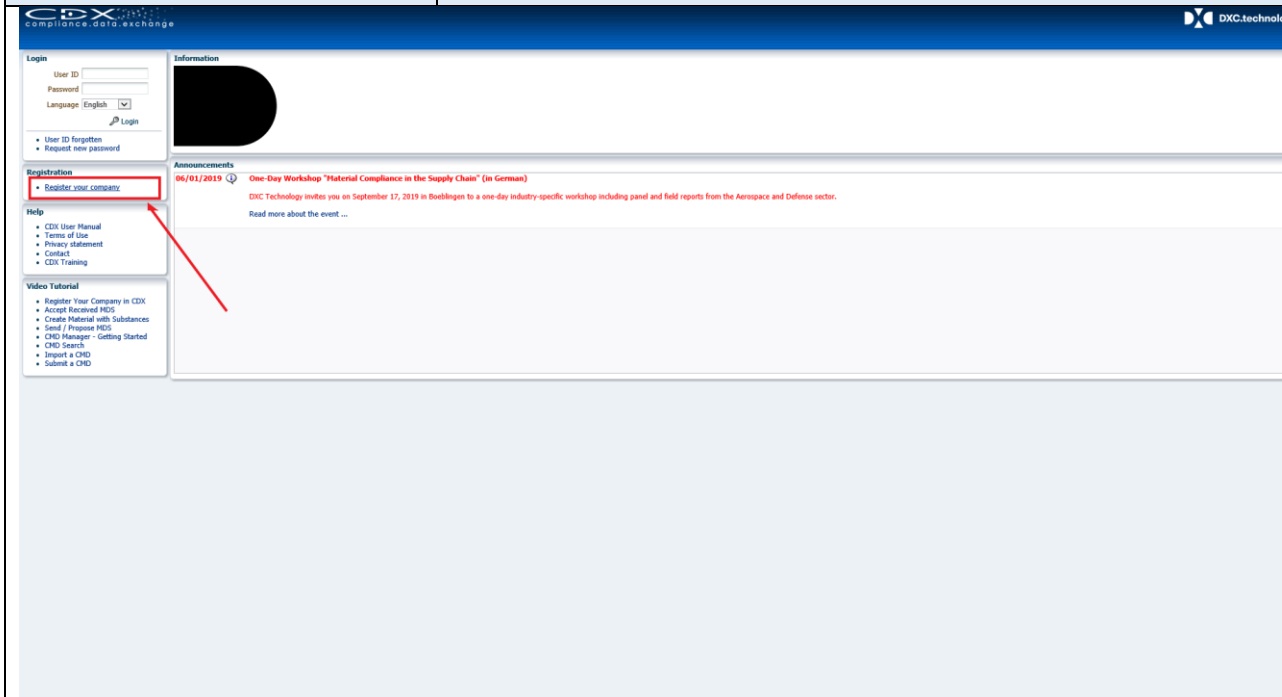 CDX
compliance.data.exchange
DXC.technolo
Login
User ID
Password
Language English
Login
User ID forgotten
Request new password
Registration
Register your company
Help
CDX User Manual
Terms of Use
Privacy statement
Contact
CDX Training
Video Tutorial
Register Your Company in CDX
Accept Received MDS
Create Material with Substances
Send / Propose MDS
CMD Manager - Getting Started
CMD Search
Import a CMD
Submit a CMD
Information
Announcements
06/01/2019 One-Day Workshop "Material Compliance in the Supply Chain" (in German)
DXC Technology invites you on September 17, 2019 in Boeblingen to a one-day industry-specific workshop including panel and field reports from the Aerospace and Defense sector.
Read more about the event ...